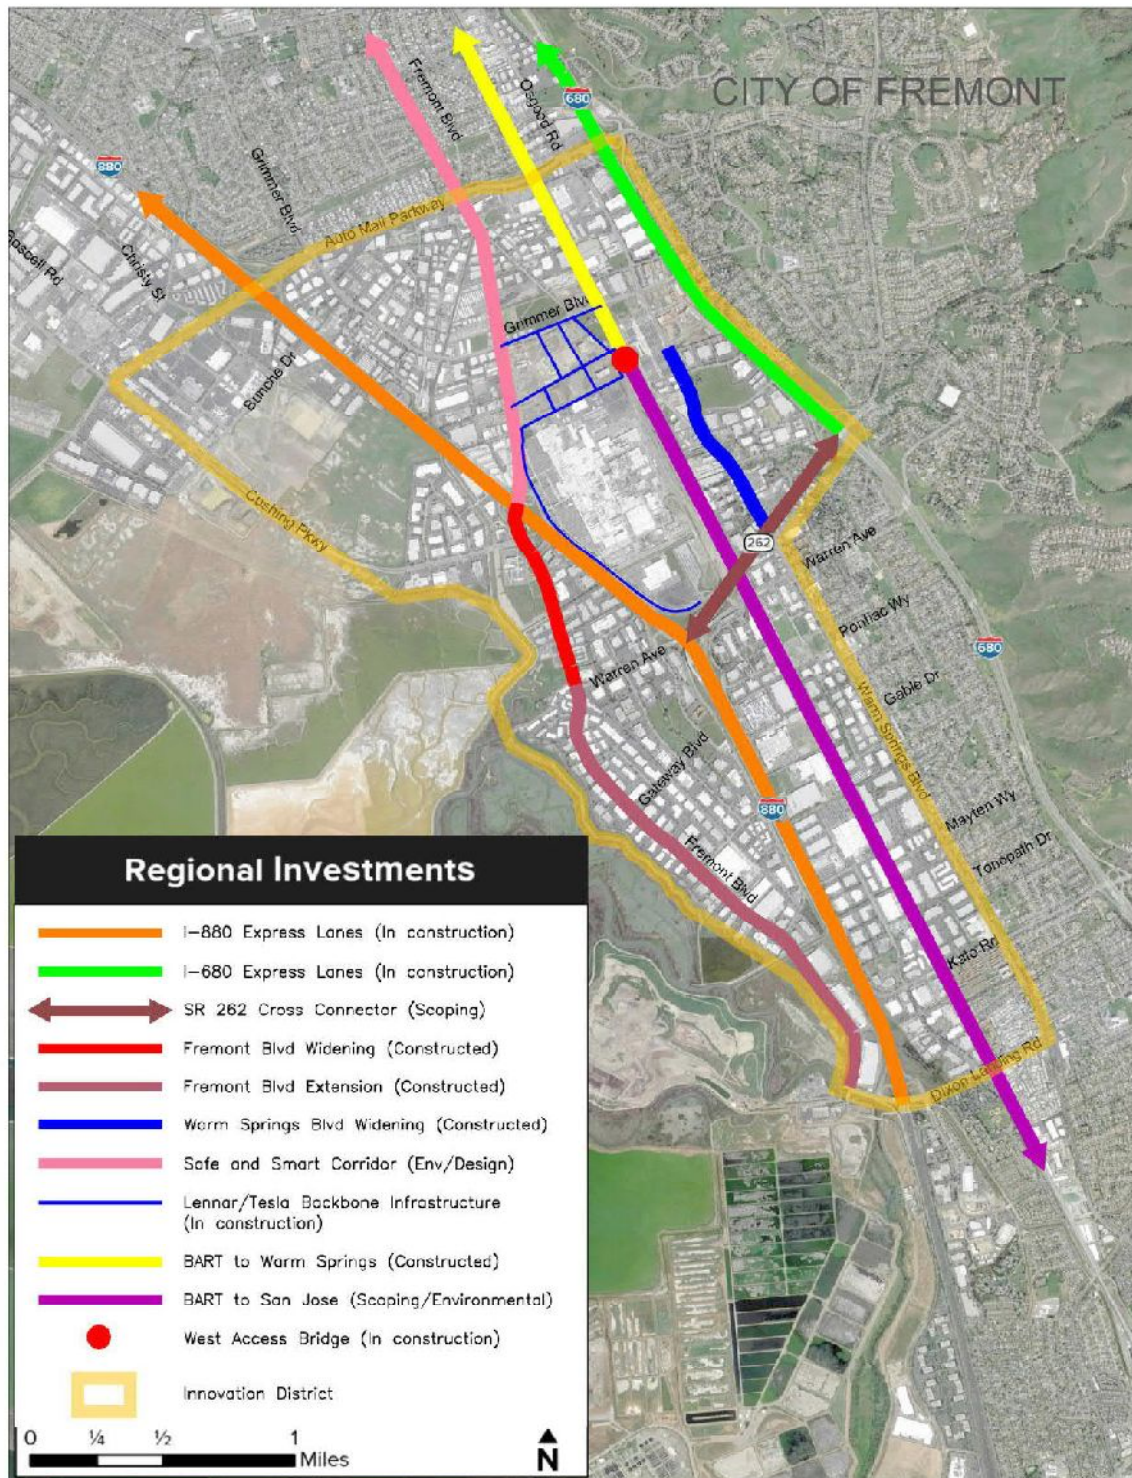 CITY OF FREMONT
Fremont Blvd
Osgood Rd
680
880
Grimmer Blvd
Auto Mall Parkway
Boscell Rd
Christy St
Grimmer Blvd
Bunche Dr
Cushing Pkwy
262
Warren Ave
Pontiac Wy
680
Warren Ave
Gable Dr
Warm Springs Blvd
Gateway Blvd
880
Mayten Wy
Tonopath Dr
Fremont Blvd
Kato Rd
Dixon Landing Rd
Regional Investments
I-880 Express Lanes (In construction)
I-680 Express Lanes (In construction)
SR 262 Cross Connector (Scoping)
Fremont Blvd Widening (Constructed)
Fremont Blvd Extension (Constructed)
Warm Springs Blvd Widening (Constructed)
Safe and Smart Corridor (Env/Design)
Lennar/Tesla Backbone Infrastructure
(In construction)
BART to Warm Springs (Constructed)
BART to San Jose (Scoping/Environmental)
West Access Bridge (In construction)
Innovation District
0 ¼ ½ 1
Miles
N